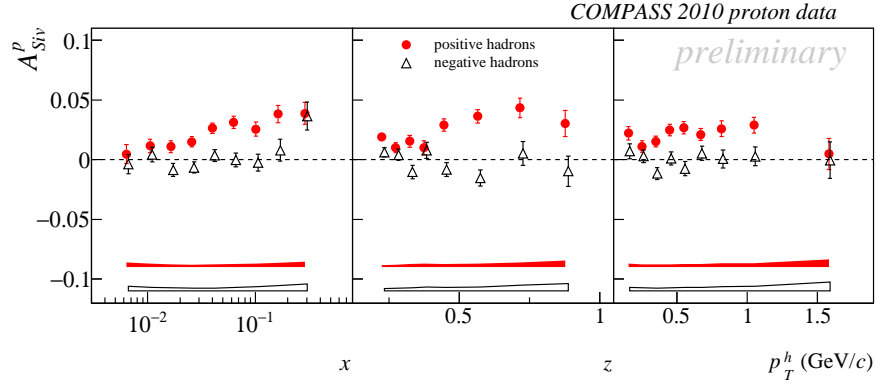 COMPASS 2010 proton data
A^p_Siv
0.1
0.05
0
−0.05
−0.1
positive hadrons
negative hadrons
preliminary
10^−2 10^−1 0.5 1 0.5 1 1.5
x z p_T^h (GeV/c)